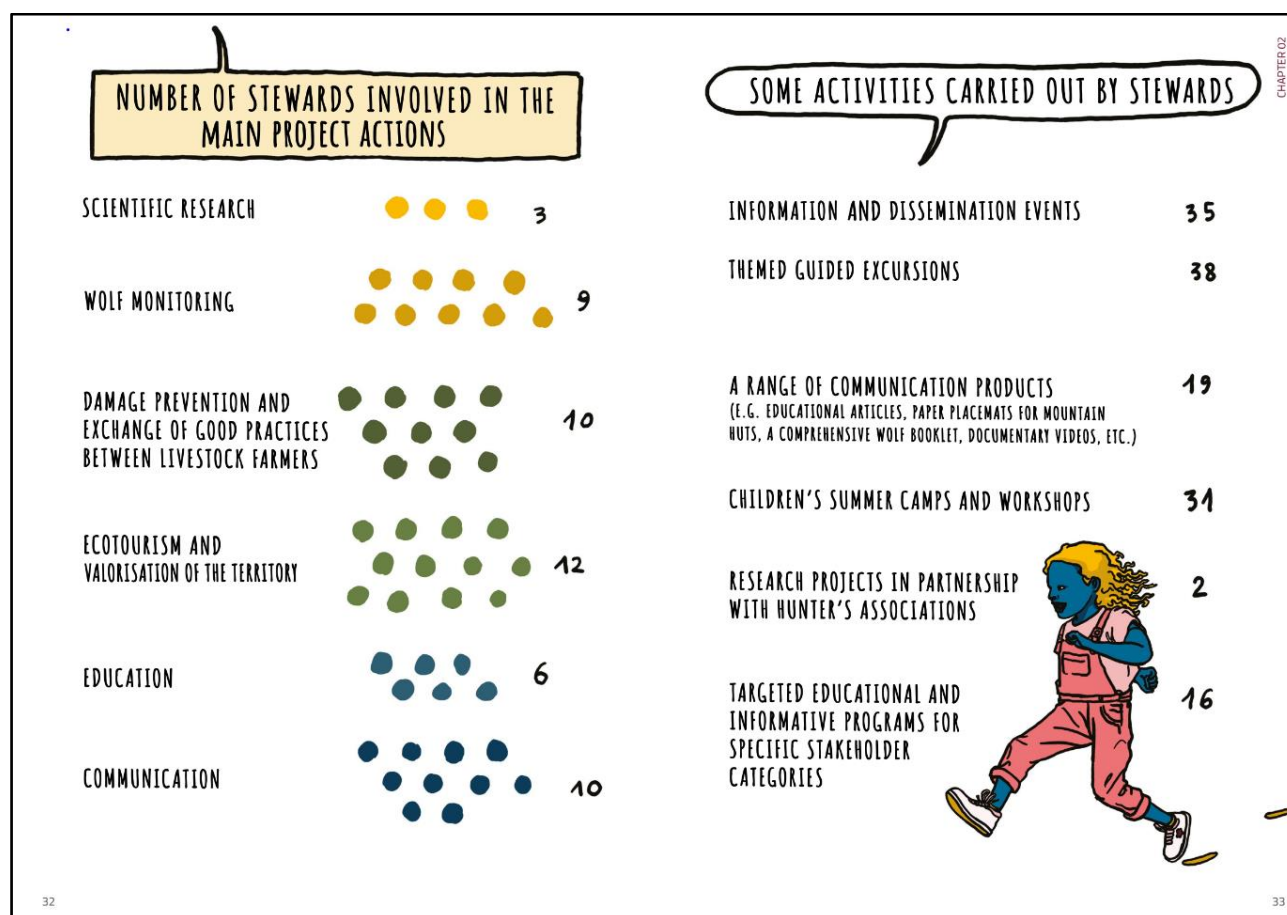 CHAPTER 02
NUMBER OF STEWARDS INVOLVED IN THE
MAIN PROJECT ACTIONS
SCIENTIFIC RESEARCH 3
WOLF MONITORING 9
DAMAGE PREVENTION AND
EXCHANGE OF GOOD PRACTICES
BETWEEN LIVESTOCK FARMERS
10
ECOTOURISM AND
VALORISATION OF THE TERRITORY
12
EDUCATION 6
COMMUNICATION 10
32
SOME ACTIVITIES CARRIED OUT BY STEWARDS
INFORMATION AND DISSEMINATION EVENTS 35
THEMED GUIDED EXCURSIONS 38
A RANGE OF COMMUNICATION PRODUCTS 19
(E.G. EDUCATIONAL ARTICLES, PAPER PLACEMATS FOR MOUNTAIN
HUTS, A COMPREHENSIVE WOLF BOOKLET, DOCUMENTARY VIDEOS, ETC.)
CHILDREN'S SUMMER CAMPS AND WORKSHOPS 31
RESEARCH PROJECTS IN PARTNERSHIP 2
WITH HUNTER'S ASSOCIATIONS
TARGETED EDUCATIONAL AND 16
INFORMATIVE PROGRAMS FOR
SPECIFIC STAKEHOLDER
CATEGORIES
33